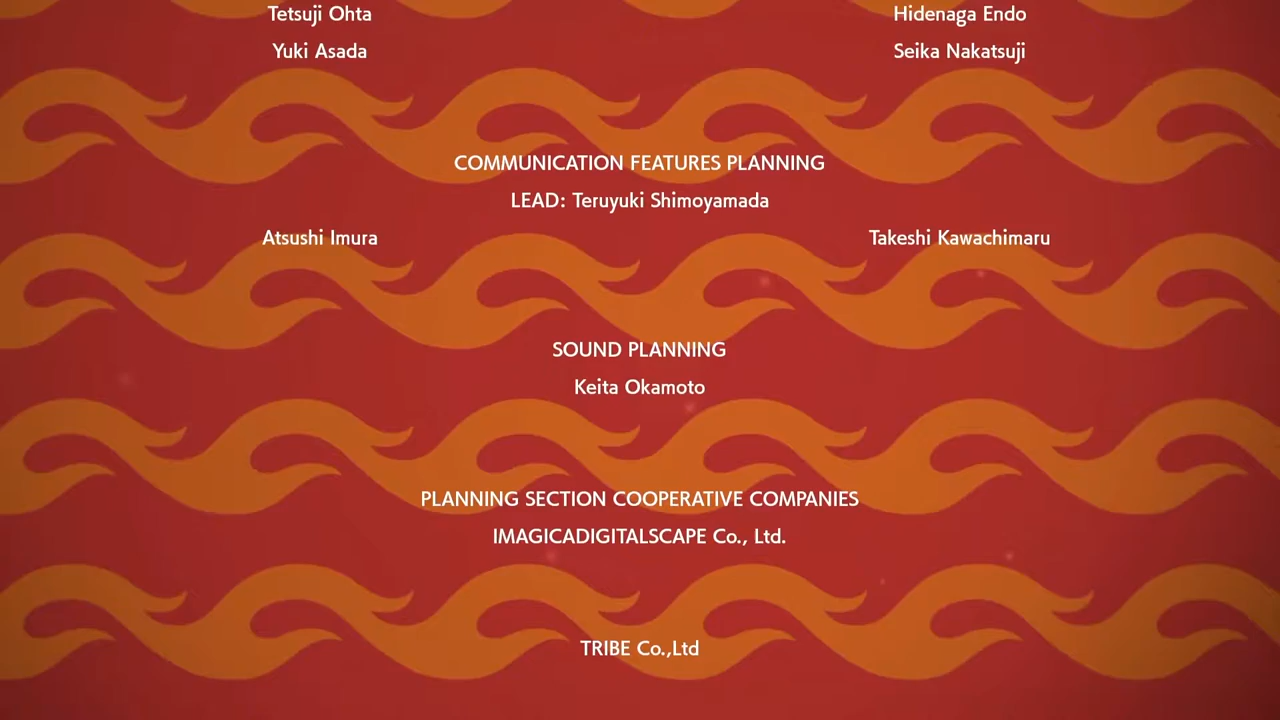 Tetsuji Ohta Hidenaga Endo
Yuki Asada Seika Nakatsuji
COMMUNICATION FEATURES PLANNING
LEAD: Teruyuki Shimoyamada
Atsushi Imura Takeshi Kawachimaru
SOUND PLANNING
Keita Okamoto
PLANNING SECTION COOPERATIVE COMPANIES
IMAGICADIGITALSCAPE Co., Ltd.
TRIBE Co.,Ltd